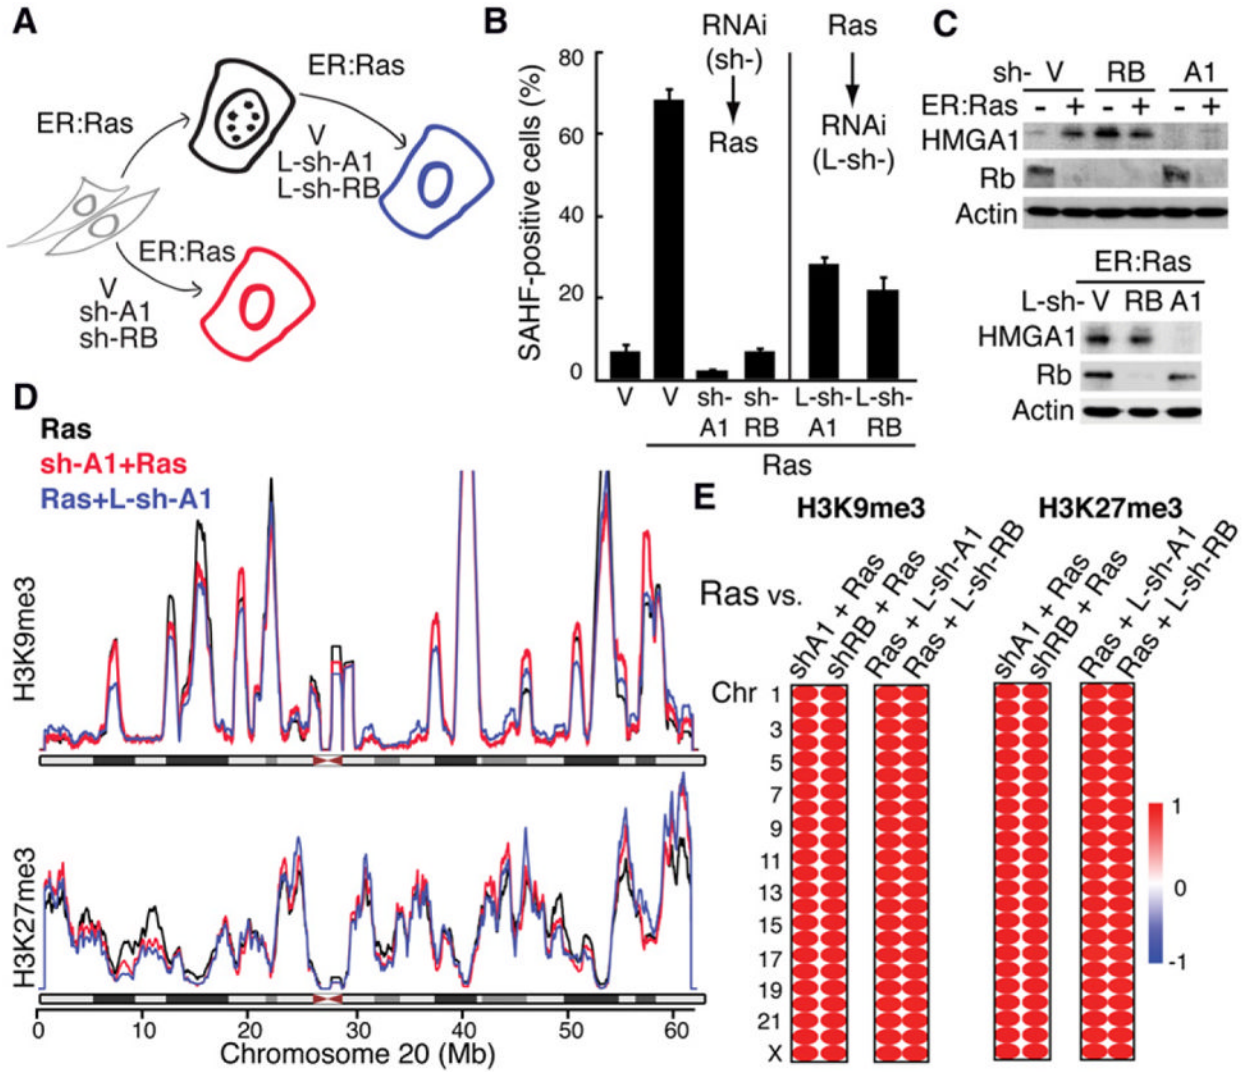 A
ER:Ras
ER:Ras
V
L-sh-A1
L-sh-RB
ER:Ras
V
sh-A1
sh-RB
B
SAHF-positive cells (%)
80
60
40
20
0
RNAi
(sh-)
Ras
Ras
RNAi
(L-sh-)
V V sh- sh- L-sh- L-sh-
A1 RB A1 RB
Ras
C
sh- V RB A1
ER:Ras - + - + - +
HMGA1
Rb
Actin
ER:Ras
L-sh- V RB A1
HMGA1
Rb
Actin
D
Ras
sh-A1+Ras
Ras+L-sh-A1
H3K9me3
H3K27me3
0 10 20 30 40 50 60
Chromosome 20 (Mb)
E
H3K9me3 H3K27me3
Ras vs.
shA1 + Ras
shRB + Ras
Ras + L-sh-A1
Ras + L-sh-RB
shA1 + Ras
shRB + Ras
Ras + L-sh-A1
Ras + L-sh-RB
Chr 1
3
5
7
9
11
13
15
17
19
21
X
1
0
-1